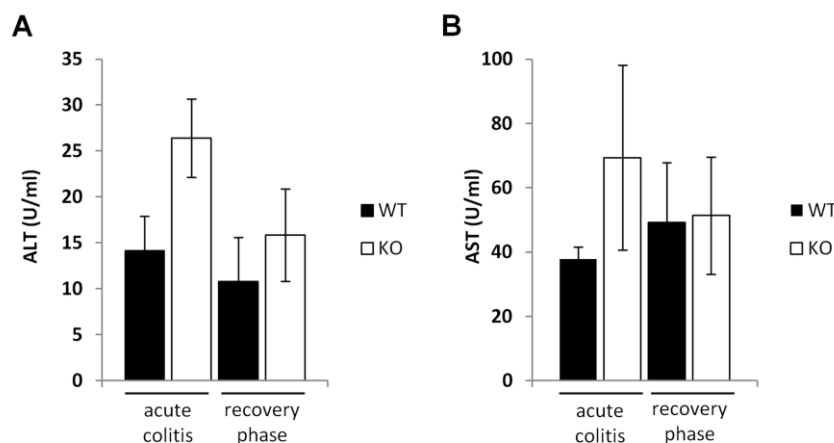 A
35
30
25
20
15
10
5
0
ALT (U/ml)
WT
KO
acute
colitis
recovery
phase
B
100
80
60
40
20
0
AST (U/ml)
WT
KO
acute
colitis
recovery
phase